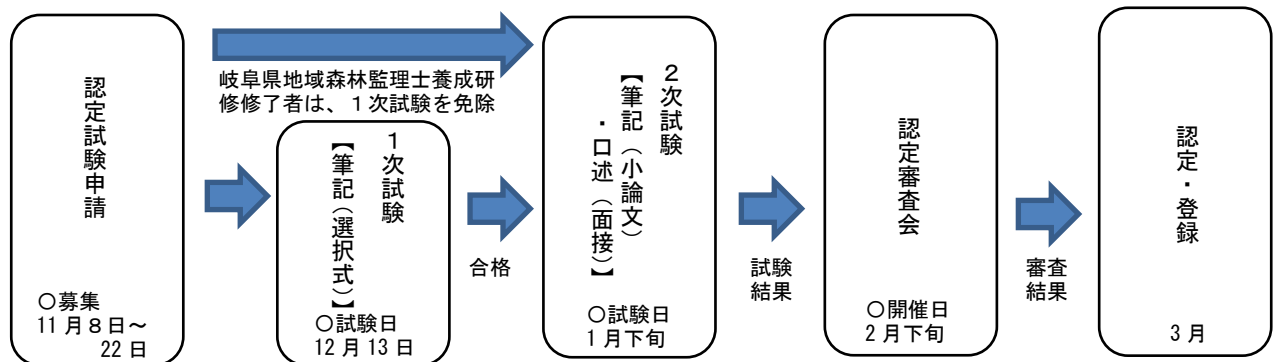 認定試験申請
○募集
11月８日～
22日
岐阜県地域森林監理士養成研
修修了者は、１次試験を免除
１次試験
【筆記（選択式）】
○試験日
12月13日
合格
２次試験
【筆記（小論文）
・口述（面接）】
○試験日
1月下旬
試験
結果
認定審査会
○開催日
2月下旬
審査
結果
認定・登録
3月